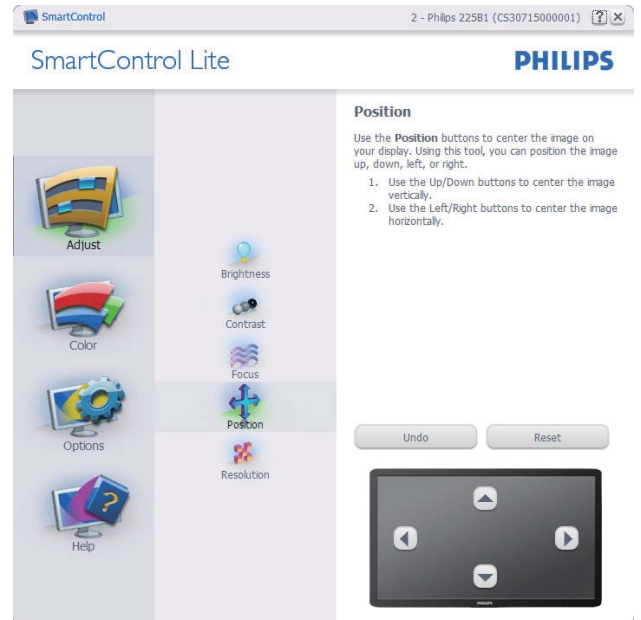 SmartControl
2 - Philips 225B1 (CS30715000001)
?
SmartControl Lite
PHILIPS
Adjust
Color
Options
?
Help
Brightness
Contrast
Focus
Position
Resolution
Position
Use the Position buttons to center the image on
your display. Using this tool, you can position the image
up, down, left, or right.
1. Use the Up/Down buttons to center the image
vertically.
2. Use the Left/Right buttons to center the image
horizontally.
Undo
Reset
PHILIPS